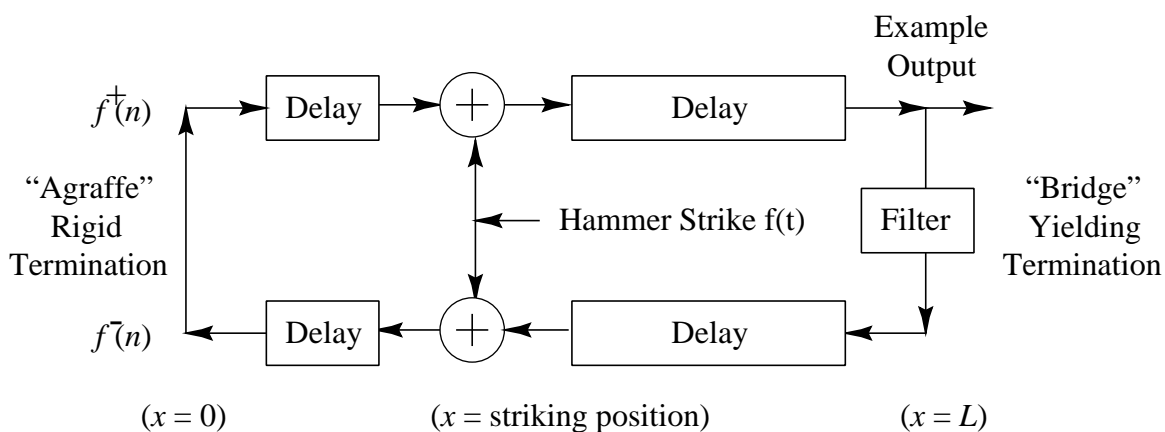 Example
Output
f⁺(n)
Delay
+
Delay
“Agraffe”
Rigid
Termination
Hammer Strike f(t)
Filter
“Bridge”
Yielding
Termination
f⁻(n)
Delay
+
Delay
(x = 0)
(x = striking position)
(x = L)